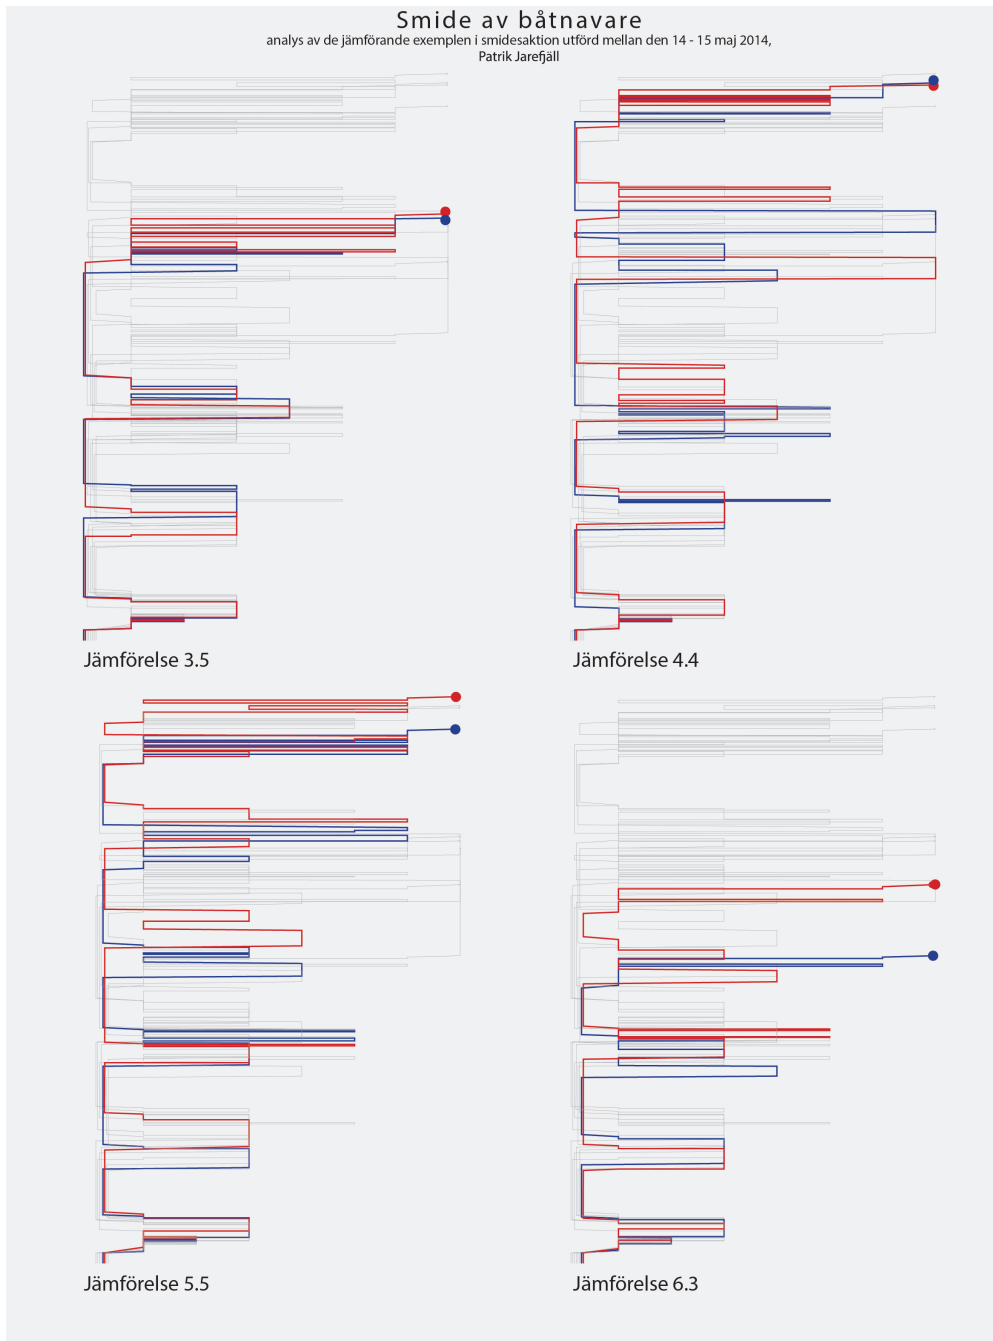 Smide av båtnavare
analys av de jämförande exemplen i smidesaktion utförd mellan den 14 - 15 maj 2014,
Patrik Jarefjäll
Jämförelse 3.5
Jämförelse 4.4
Jämförelse 5.5
Jämförelse 6.3